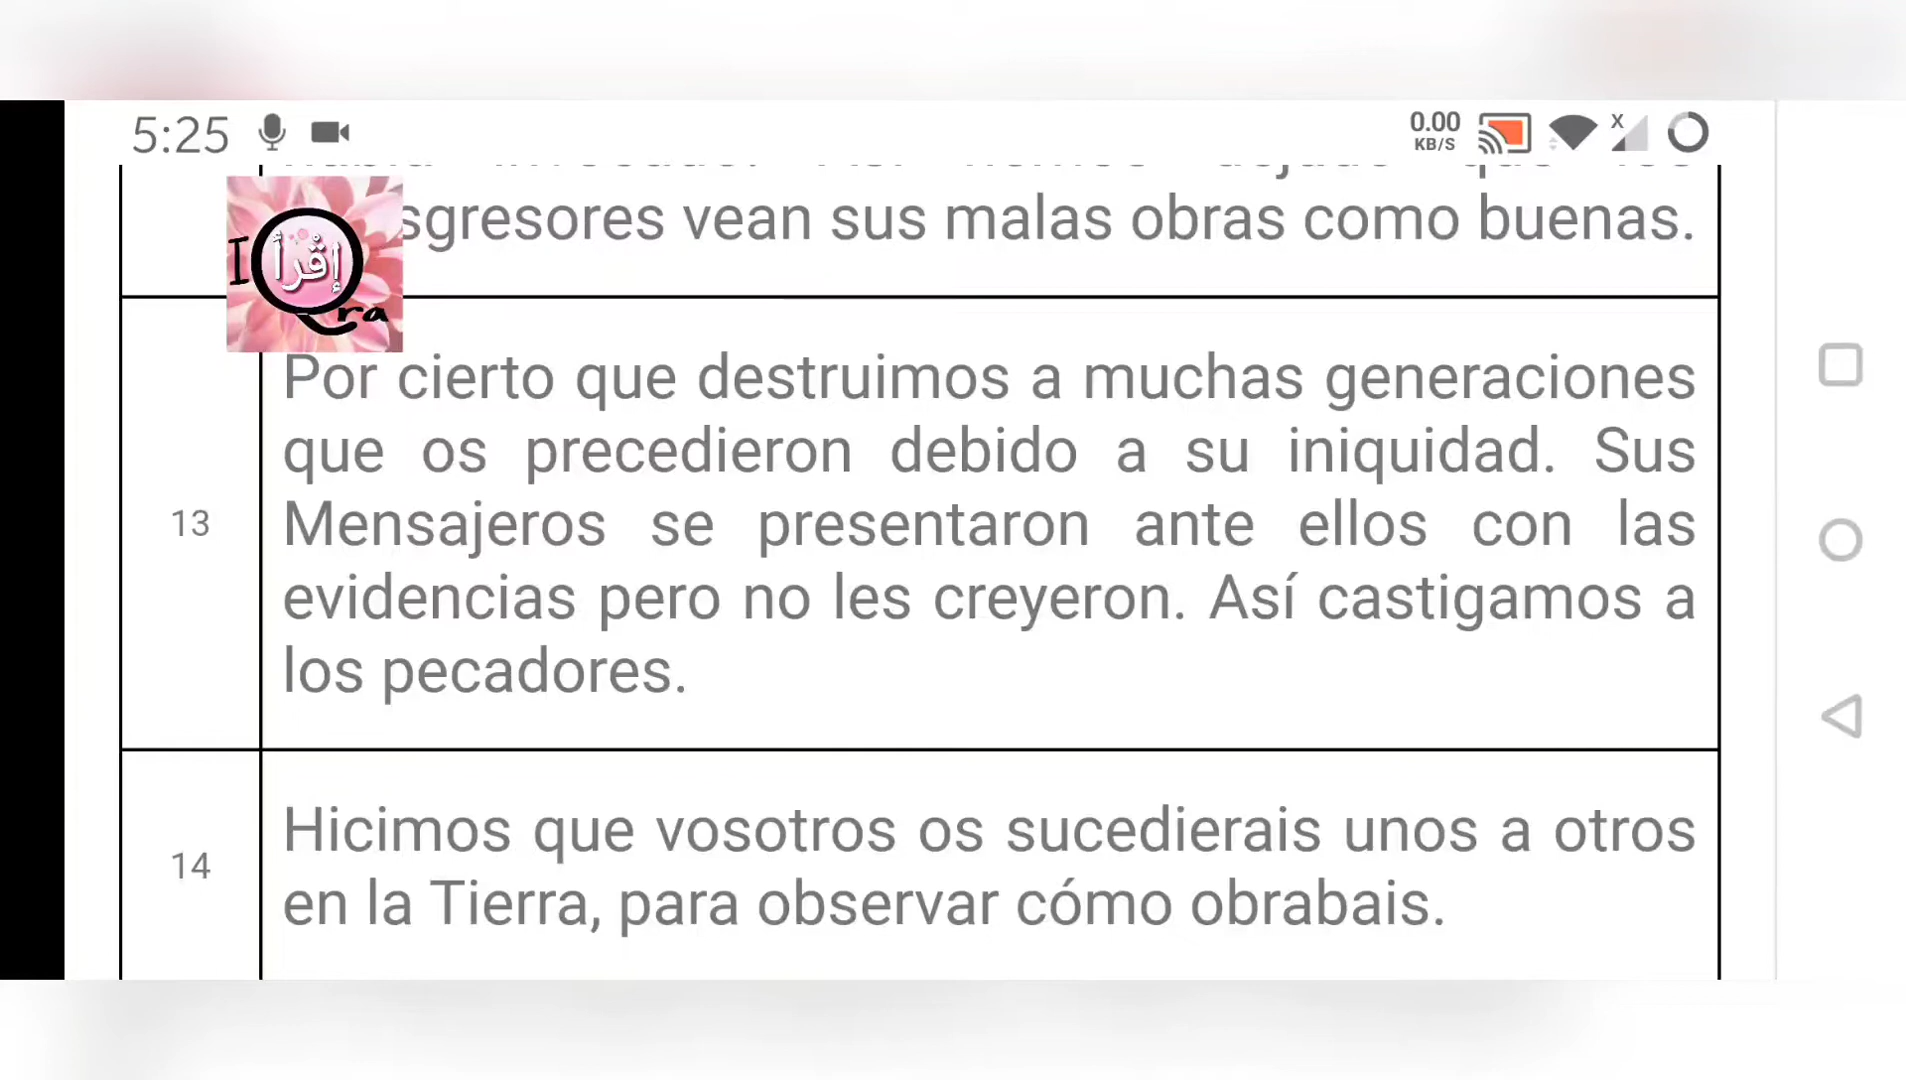 5:25
0.00
KB/S
X
sgresores vean sus malas obras como buenas.
I
إقْرأ
Qra
13
Por cierto que destruimos a muchas generaciones
que os precedieron debido a su iniquidad. Sus
Mensajeros se presentaron ante ellos con las
evidencias pero no les creyeron. Así castigamos a
los pecadores.
14
Hicimos que vosotros os sucedierais unos a otros
en la Tierra, para observar cómo obrabais.